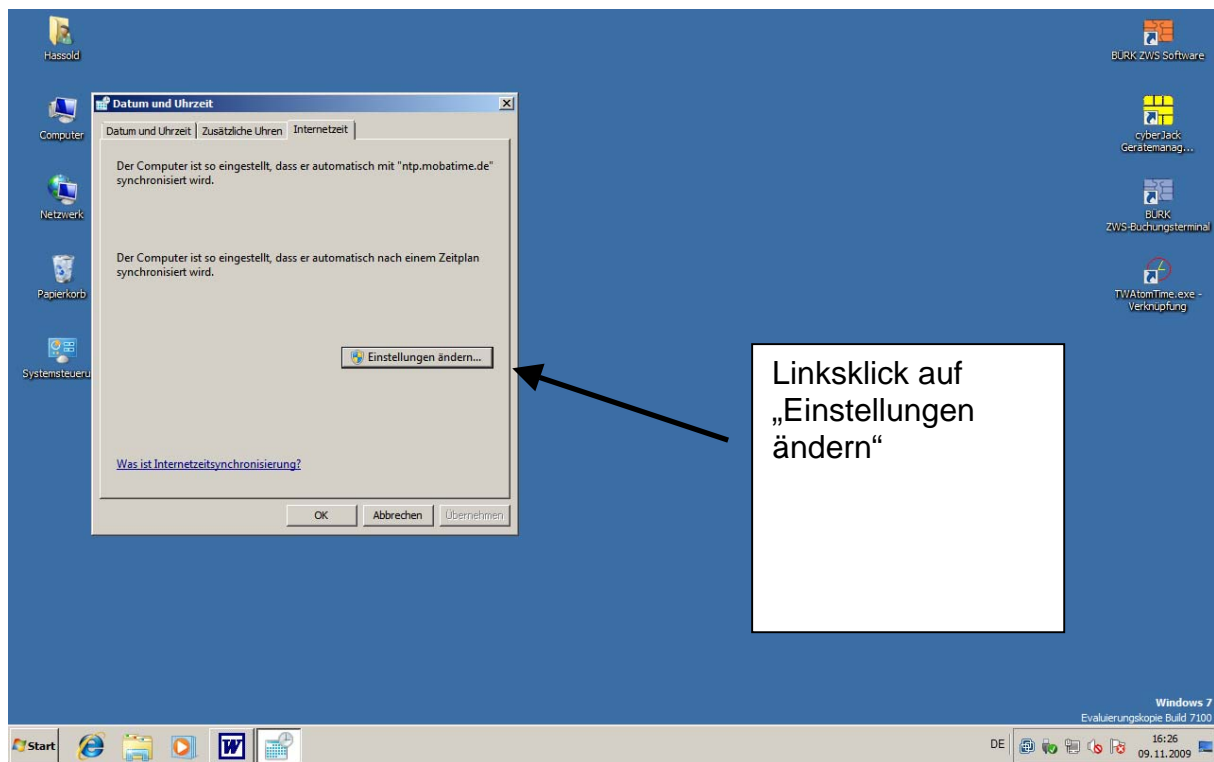 Hassold
Computer
Netzwerk
Papierkorb
Systemsteueru
Datum und Uhrzeit
Datum und Uhrzeit Zusätzliche Uhren Internetzeit
Der Computer ist so eingestellt, dass er automatisch mit "ntp.mobatime.de"
synchronisiert wird.
Der Computer ist so eingestellt, dass er automatisch nach einem Zeitplan
synchronisiert wird.
Einstellungen ändern...
Was ist Internetzeitsynchronisierung?
OK Abbrechen Übernehmen
Linksklick auf
„Einstellungen
ändern“
BÜRK ZWS Software
cyberJack
Gerätemanag...
BÜRK
ZWS-Buchungsterminal
TWAtomTime.exe -
Verknüpfung
Windows 7
Evaluierungskopie Build 7100
Start
DE
16:26
09.11.2009